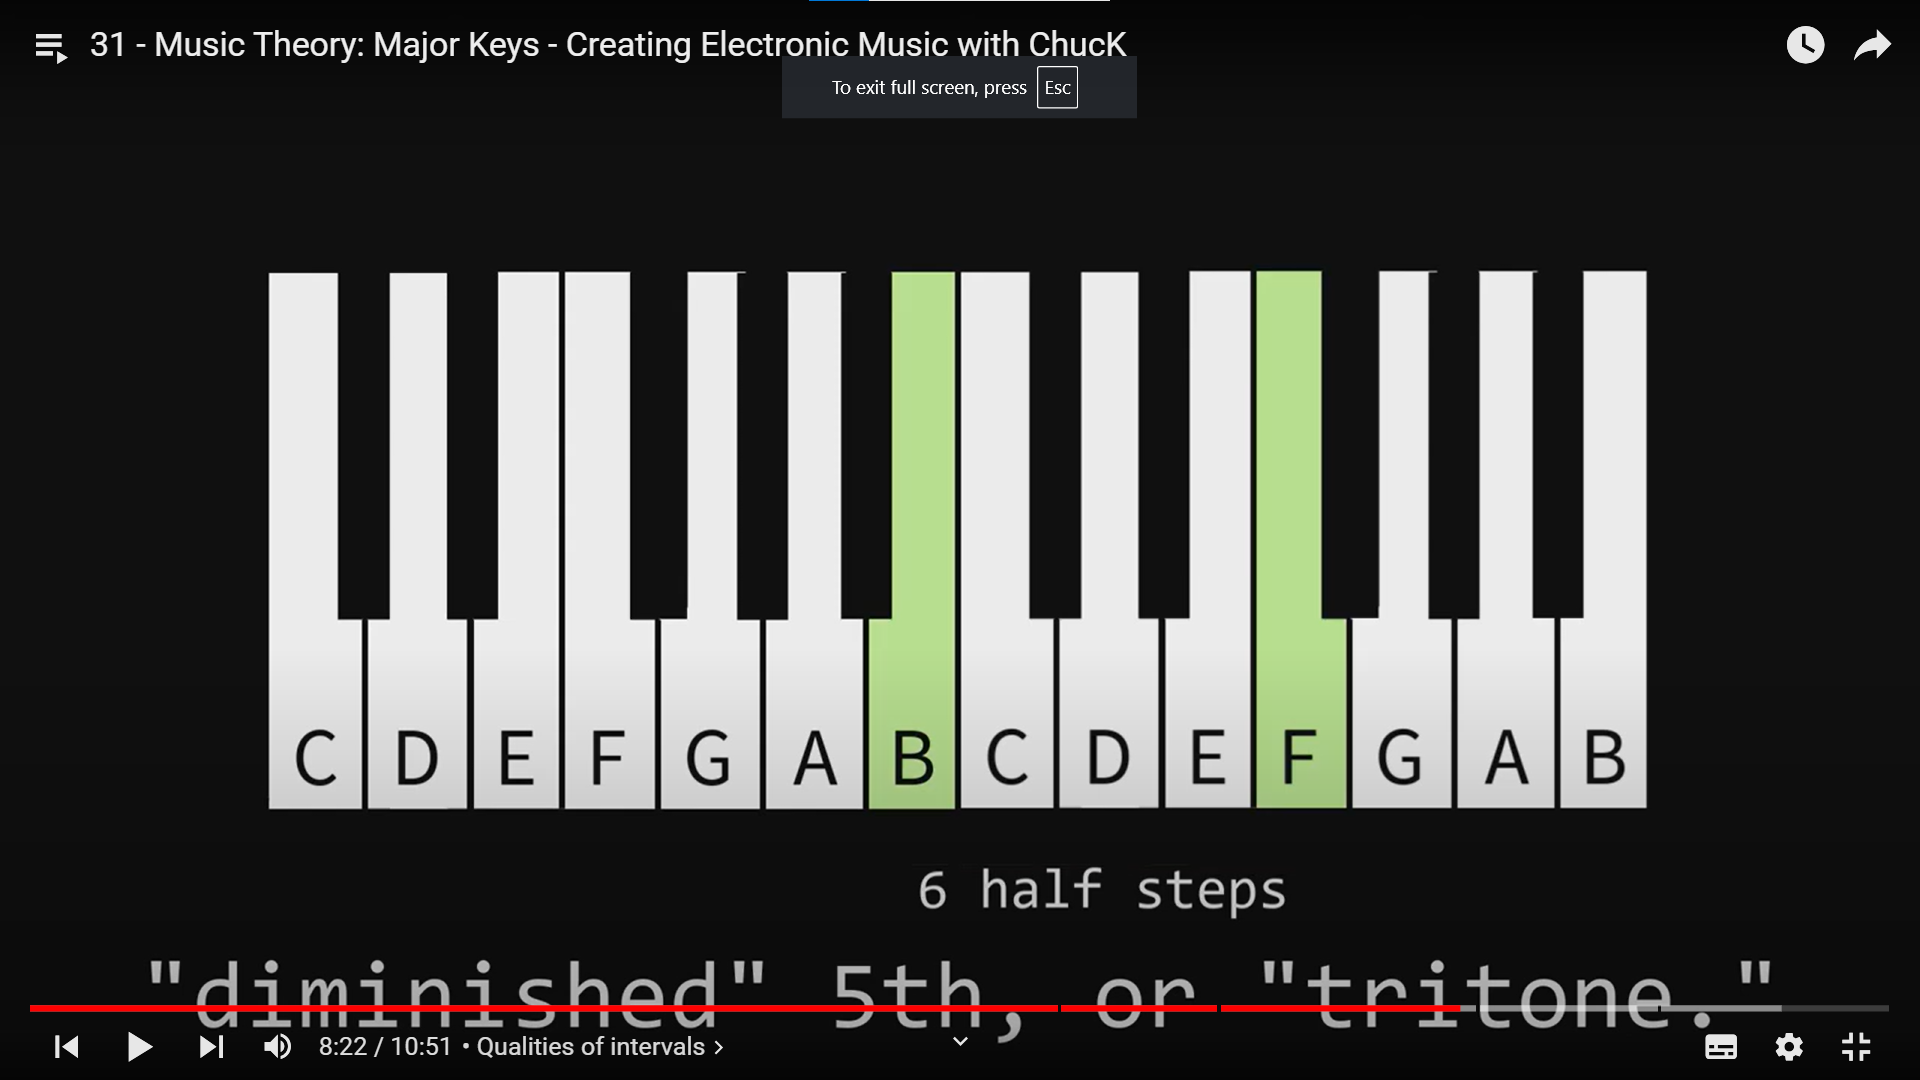 31 - Music Theory: Major Keys - Creating Electronic Music with ChucK
To exit full screen, press Esc
C D E F G A B C D E F G A B
6 half steps
"diminished" 5th, or "tritone."
8:22 / 10:51 • Qualities of intervals